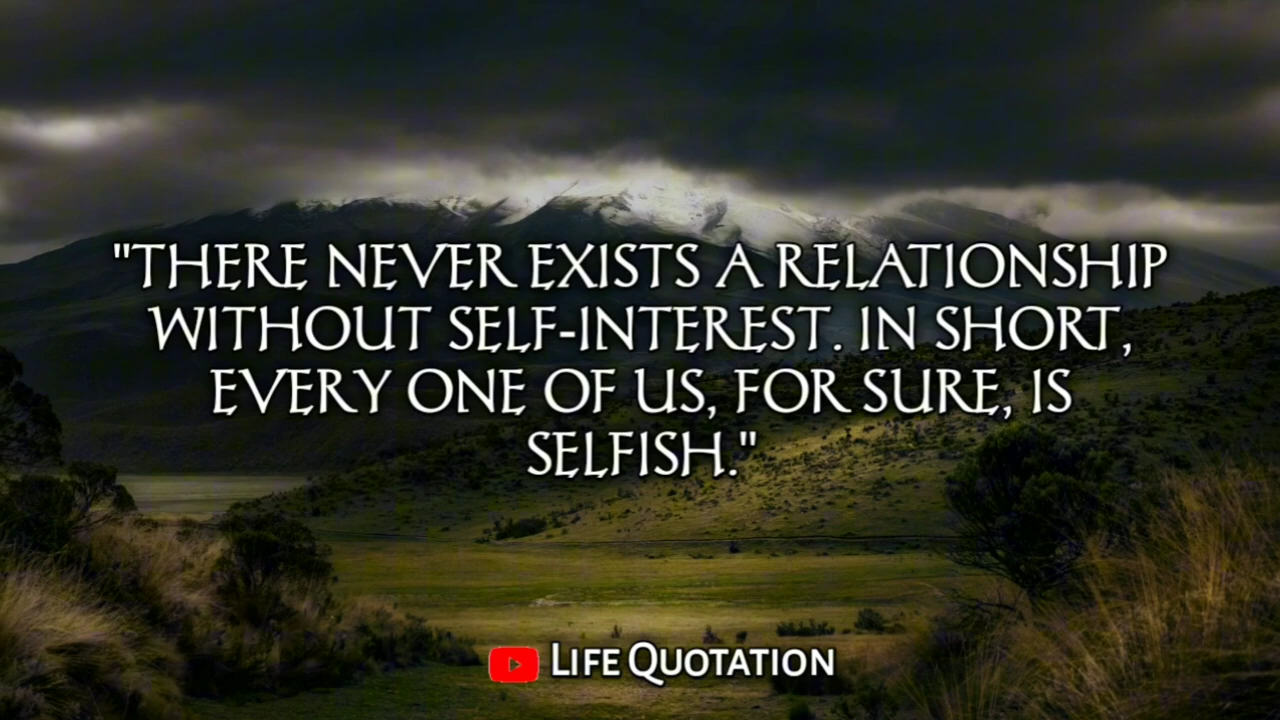 "THERE NEVER EXISTS A RELATIONSHIP
WITHOUT SELF-INTEREST. IN SHORT,
EVERY ONE OF US, FOR SURE, IS
SELFISH."
LIFE QUOTATION